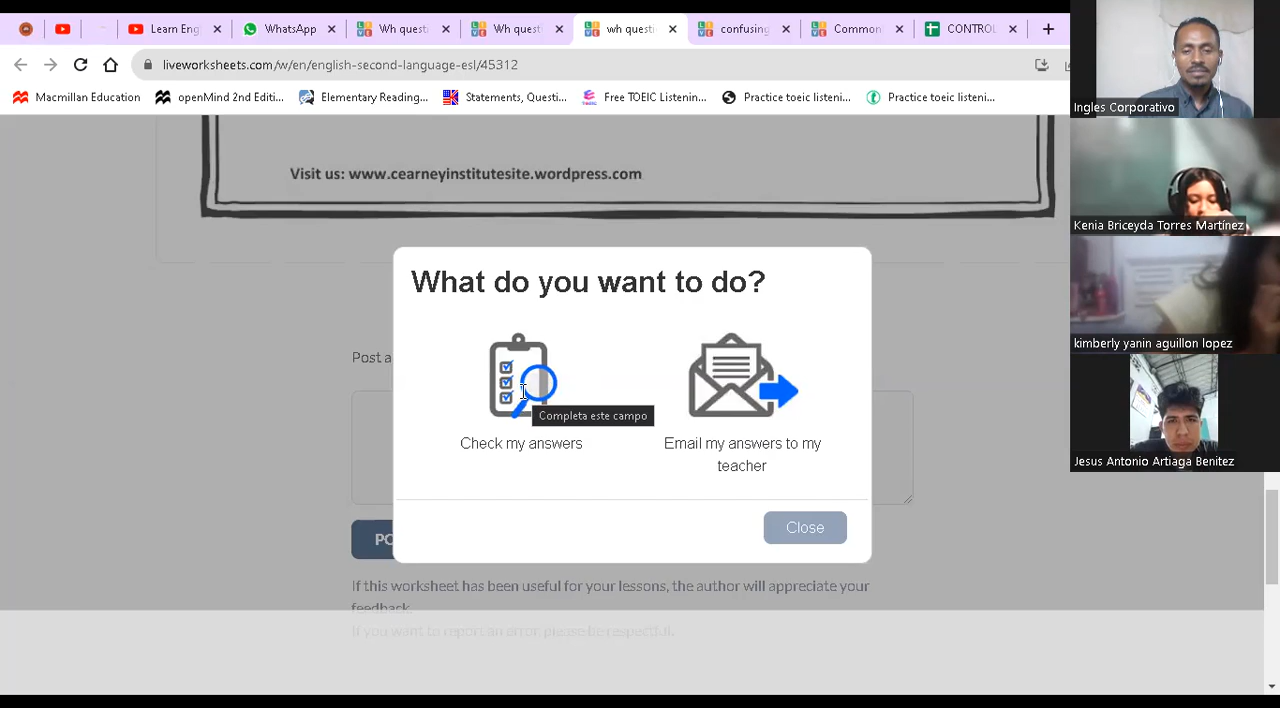 Learn Eng
WhatsApp
Wh questi
Wh quest
wh questi
confusing
Common
CONTROL
liveworksheets.com/w/en/english-second-language-esl/45312
Macmillan Education
openMind 2nd Editi...
Elementary Reading...
Statements, Questi...
Free TOEIC Listenin...
Practice toeic listeni...
Practice toeic listeni...
Visit us: www.cearneyinstitutesite.wordpress.com
What do you want to do?
Post a
Completa este campo
Check my answers
Email my answers to my
teacher
Close
PO
If this worksheet has been useful for your lessons, the author will appreciate your
feedback.
If you want to report an error, please be respectful.
Ingles Corporativo
Kenia Briceyda Torres Martínez
kimberly yanin aguillon lopez
Jesus Antonio Artiaga Benitez